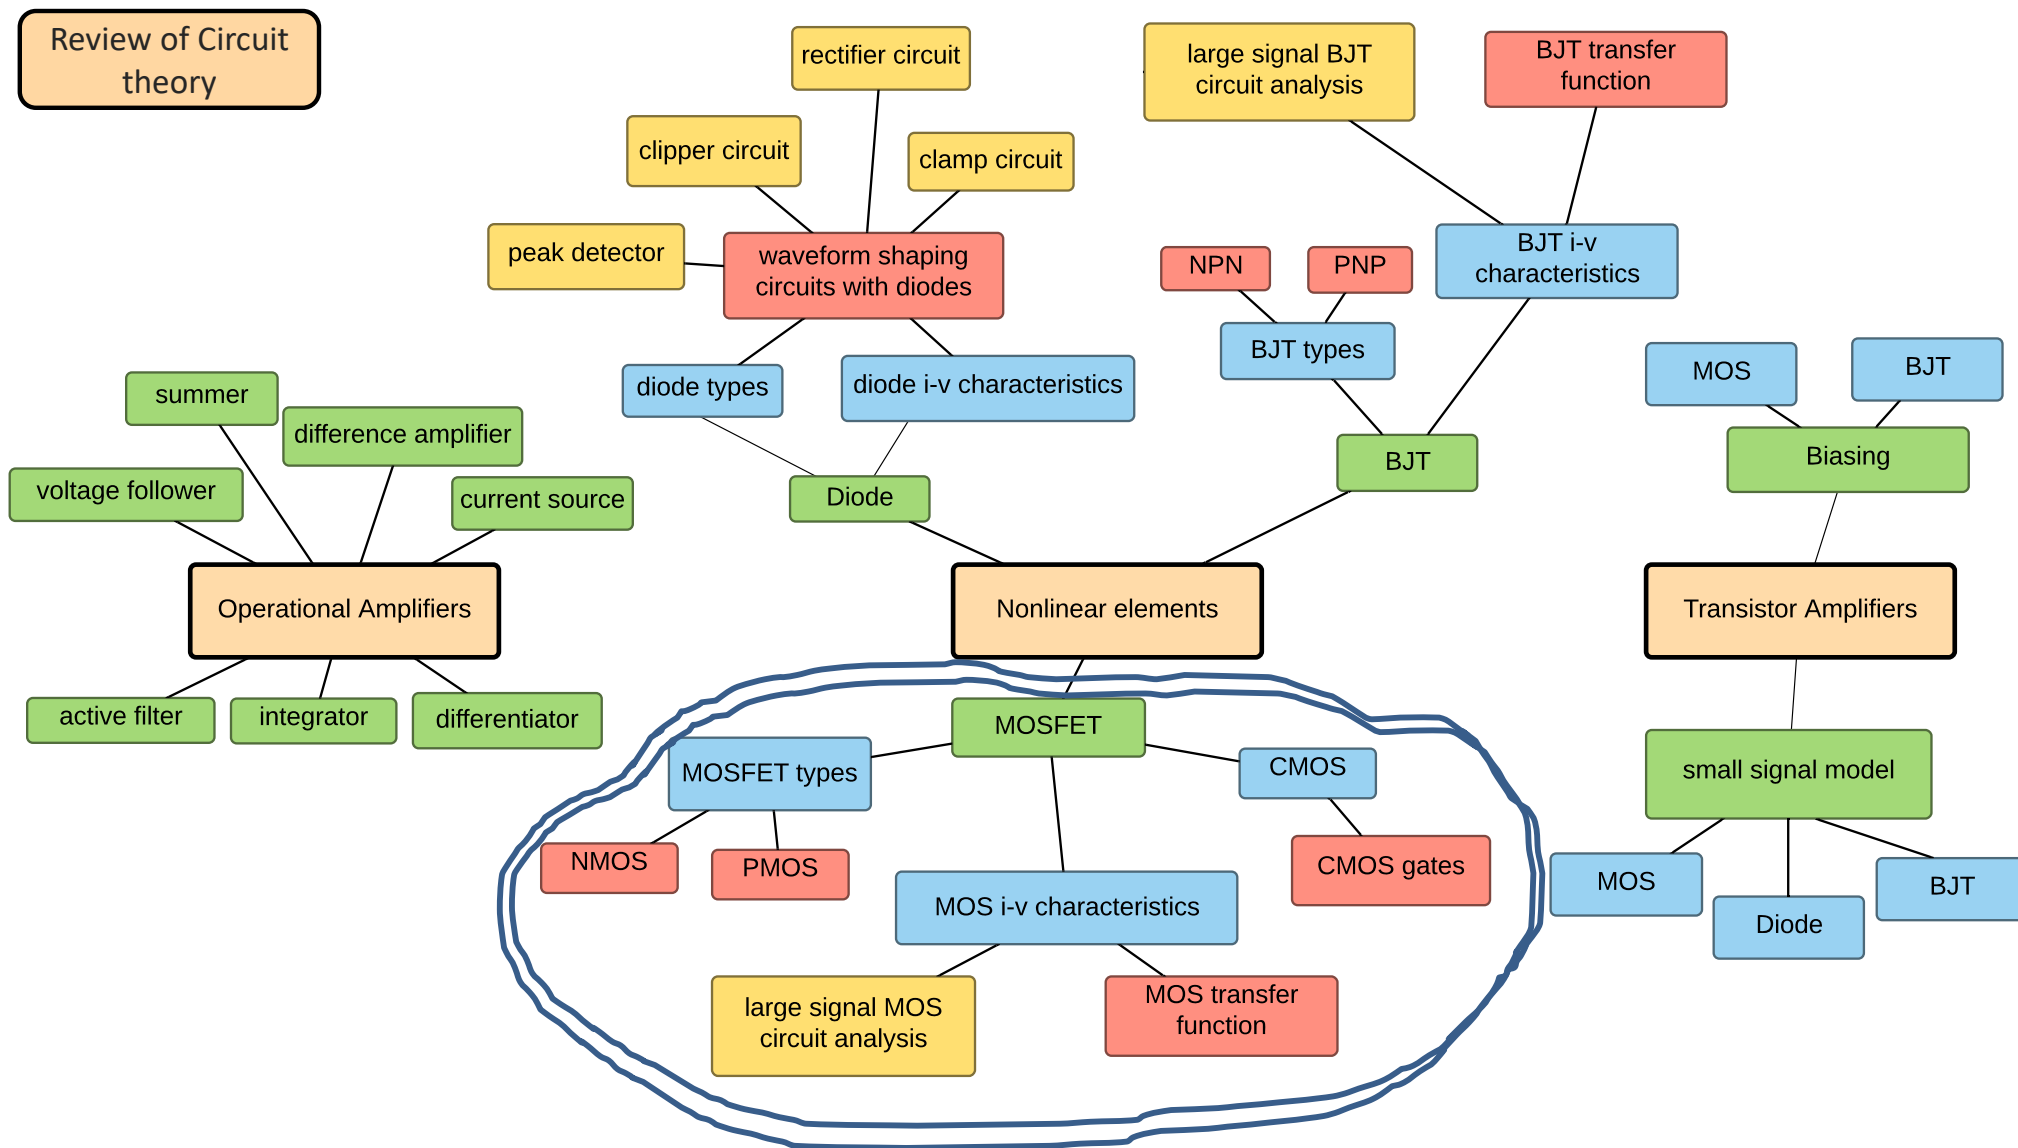 Review of Circuit
theory
rectifier circuit
clipper circuit
clamp circuit
peak detector
waveform shaping
circuits with diodes
diode types
diode i-v characteristics
Diode
large signal BJT
circuit analysis
BJT transfer
function
BJT i-v
characteristics
NPN
PNP
BJT types
BJT
MOS
BJT
Biasing
summer
difference amplifier
voltage follower
current source
Operational Amplifiers
active filter
integrator
differentiator
Nonlinear elements
Transistor Amplifiers
MOSFET
MOSFET types
CMOS
NMOS
PMOS
CMOS gates
MOS i-v characteristics
large signal MOS
circuit analysis
MOS transfer
function
small signal model
MOS
Diode
BJT